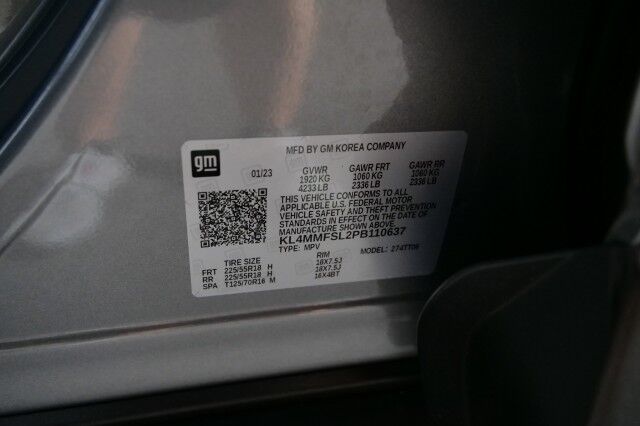 gm
MFD BY GM KOREA COMPANY
01/23 GVWR GAWR FRT GAWR RR
1920 KG 1060 KG 1060 KG
4233 LB 2336 LB 2336 LB
THIS VEHICLE CONFORMS TO ALL
APPLICABLE U.S. FEDERAL MOTOR
VEHICLE SAFETY AND THEFT
PREVENTION STANDARDS IN EFFECT ON
THE DATE OF
MANUFACTURE SHOWN ABOVE.
KL4MMFSL2PB110637
TYPE: MPV MODEL: 274TT06
TIRE SIZE RIM
FRT 225/55R18 H 18X7.5J
RR 225/55R18 H 18X7.5J
SPA T125/70R16 M 16X4BT